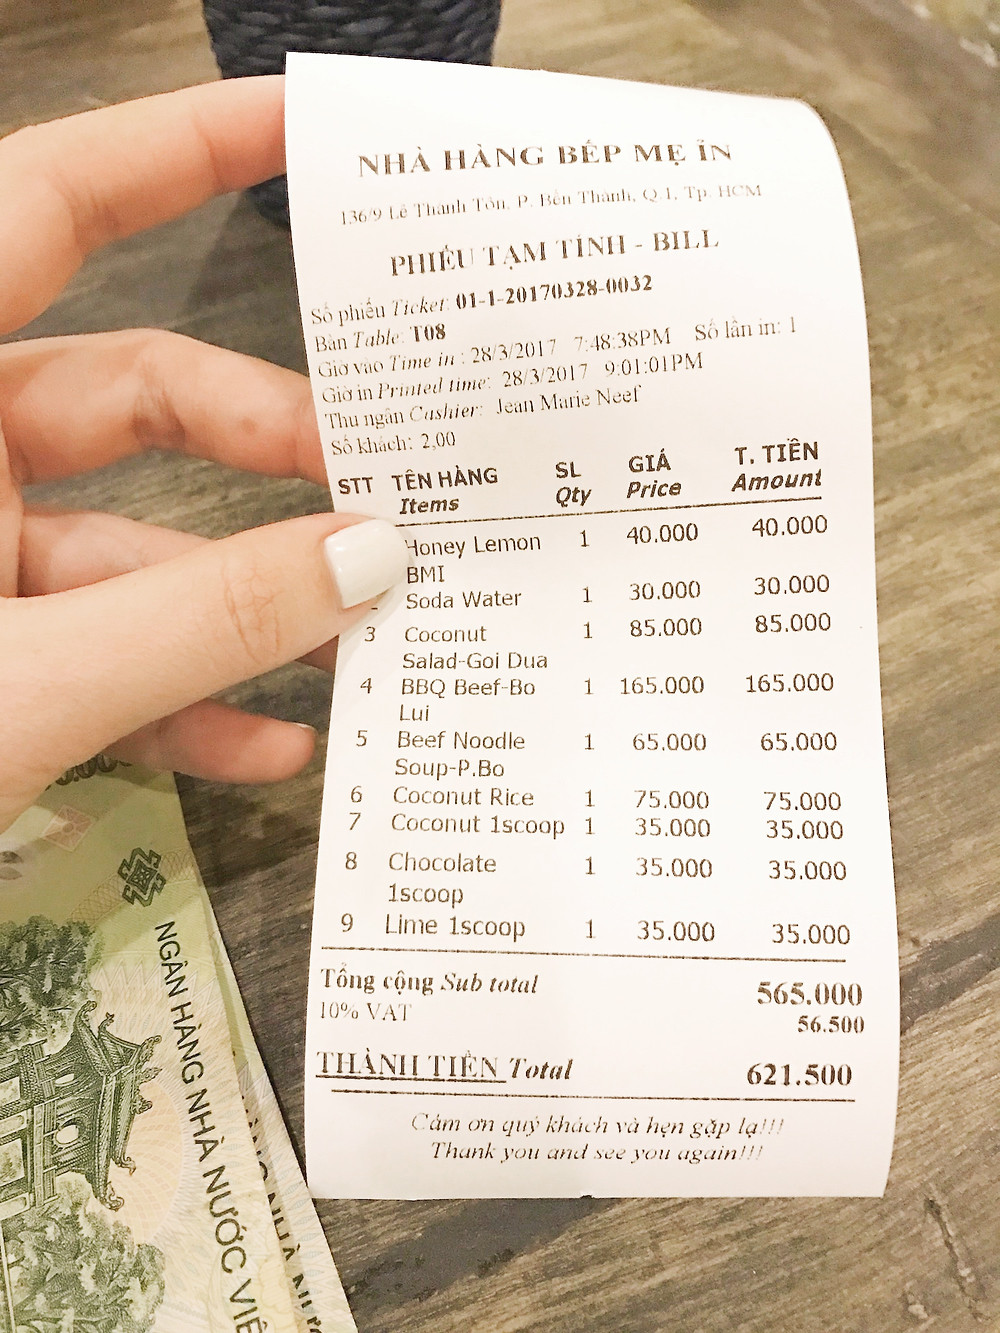 NHÀ HÀNG BẾP MẸ ỈN
136/9 Lê Thánh Tôn, P. Bến Thành, Q.1, Tp. HCM
PHIẾU TẠM TÍNH - BILL
Số phiếu Ticket: 01-1-20170328-0032
Bàn Table: T08
Giờ vào Time in : 28/3/2017 7:48:38PM Số lần in: 1
Giờ in Printed time: 28/3/2017 9:01:01PM
Thu ngân Cashier: Jean Marie Neef
Số khách: 2,00
STT TÊN HÀNG SL GIÁ T. TIỀN
Items Qty Price Amount
Honey Lemon 1 40.000 40.000
BMI
Soda Water 1 30.000 30.000
3 Coconut 1 85.000 85.000
Salad-Goi Dua
4 BBQ Beef-Bo 1 165.000 165.000
Lui
5 Beef Noodle 1 65.000 65.000
Soup-P.Bo
6 Coconut Rice 1 75.000 75.000
7 Coconut 1scoop 1 35.000 35.000
8 Chocolate 1 35.000 35.000
1scoop
9 Lime 1scoop 1 35.000 35.000
Tổng cộng Sub total 565.000
10% VAT 56.500
THÀNH TIỀN Total 621.500
Cám ơn quý khách và hẹn gặp lạ!!!
Thank you and see you again!!!
NGÂN HÀNG NHÀ NƯỚC VIÊ